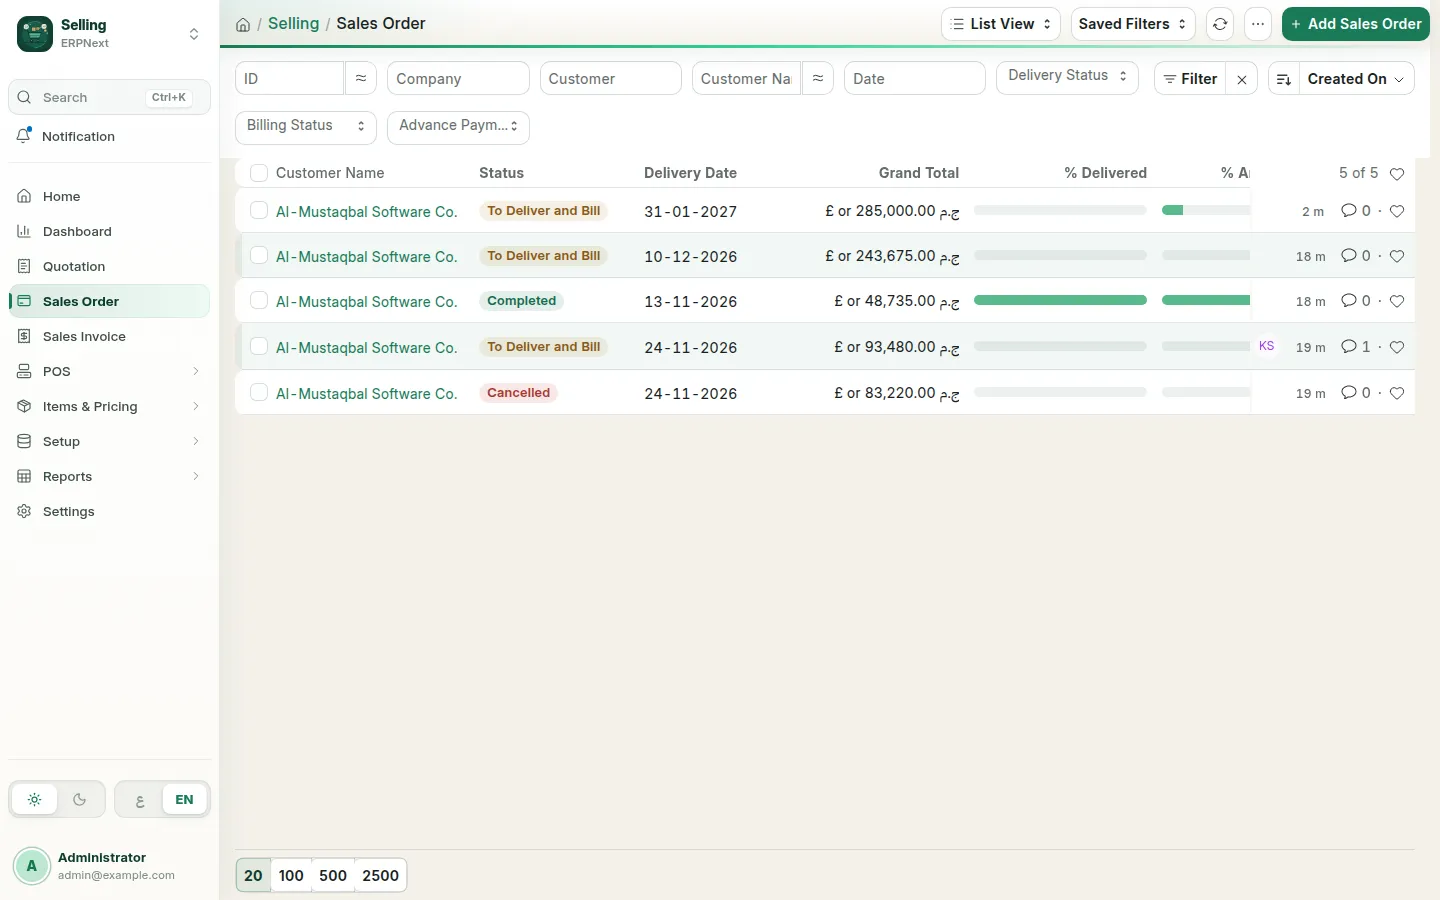 Selling
ERPNext
Search Ctrl+K
Notification
Home
Dashboard
Quotation
Sales Order
Sales Invoice
POS
Items & Pricing
Setup
Reports
Settings
ع EN
A Administrator
admin@example.com
/ Selling / Sales Order
List View Saved Filters ··· + Add Sales Order
ID ≈ Company Customer Customer Na ≈ Date Delivery Status Filter × Created On
Billing Status Advance Paym...
Customer Name Status Delivery Date Grand Total % Delivered % A 5 of 5
Al-Mustaqbal Software Co. To Deliver and Bill 31-01-2027 £ or 285,000.00 ج.م 2 m 0 ·
Al-Mustaqbal Software Co. To Deliver and Bill 10-12-2026 £ or 243,675.00 ج.م 18 m 0 ·
Al-Mustaqbal Software Co. Completed 13-11-2026 £ or 48,735.00 ج.م 18 m 0 ·
Al-Mustaqbal Software Co. To Deliver and Bill 24-11-2026 £ or 93,480.00 ج.م KS 19 m 1 ·
Al-Mustaqbal Software Co. Cancelled 24-11-2026 £ or 83,220.00 ج.م 19 m 0 ·
20 100 500 2500